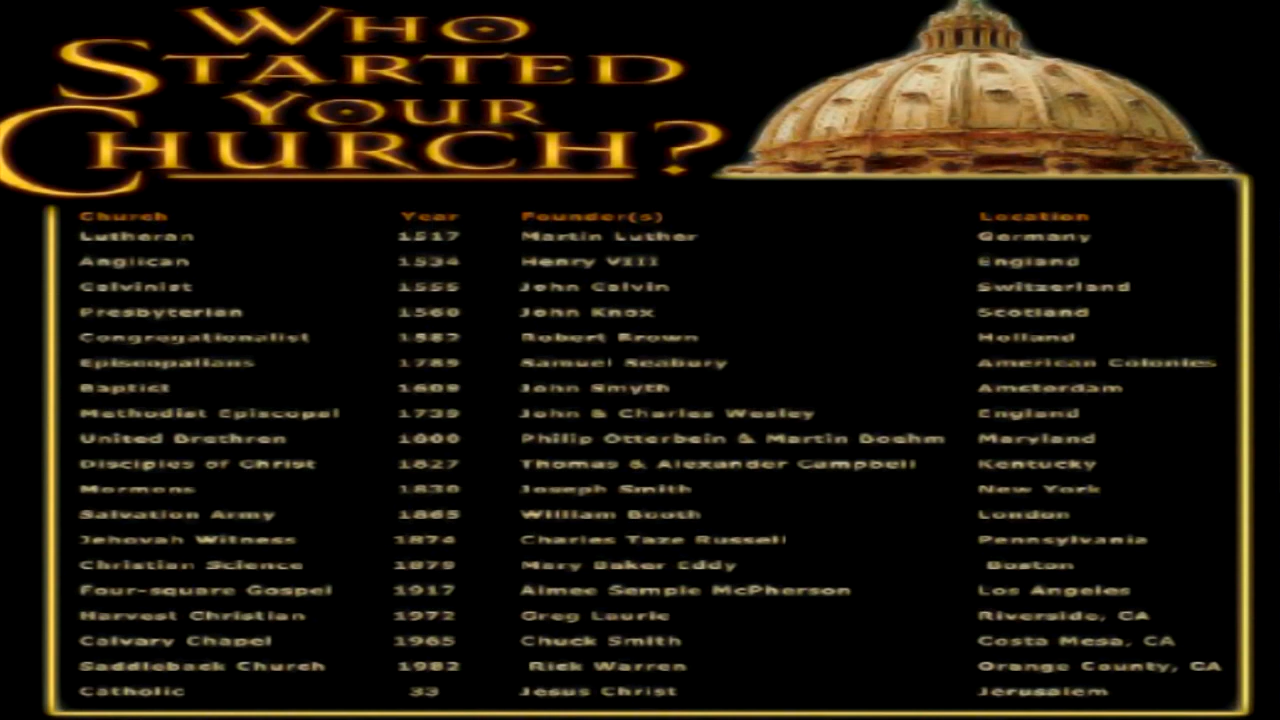 WHO
STARTED
YOUR
CHURCH?
Church Year Founder(s) Location
Lutheran 1517 Martin Luther Germany
Anglican 1534 Henry VIII England
Calvinist 1555 John Calvin Switzerland
Presbyterian 1560 John Knox Scotland
Congregationalist 1582 Robert Brown Holland
Episcopalians 1789 Samuel Seabury American Colonies
Baptist 1609 John Smyth Amsterdam
Methodist Episcopal 1739 John & Charles Wesley England
United Brethren 1800 Philip Otterbein & Martin Boehm Maryland
Disciples of Christ 1827 Thomas & Alexander Campbell Kentucky
Mormons 1830 Joseph Smith New York
Salvation Army 1865 William Booth London
Jehovah Witness 1874 Charles Taze Russell Pennsylvania
Christian Science 1879 Mary Baker Eddy Boston
Four-square Gospel 1917 Aimee Semple McPherson Los Angeles
Harvest Christian 1972 Greg Laurie Riverside, CA
Calvary Chapel 1965 Chuck Smith Costa Mesa, CA
Saddleback Church 1982 Rick Warren Orange County, CA
Catholic 33 Jesus Christ Jerusalem